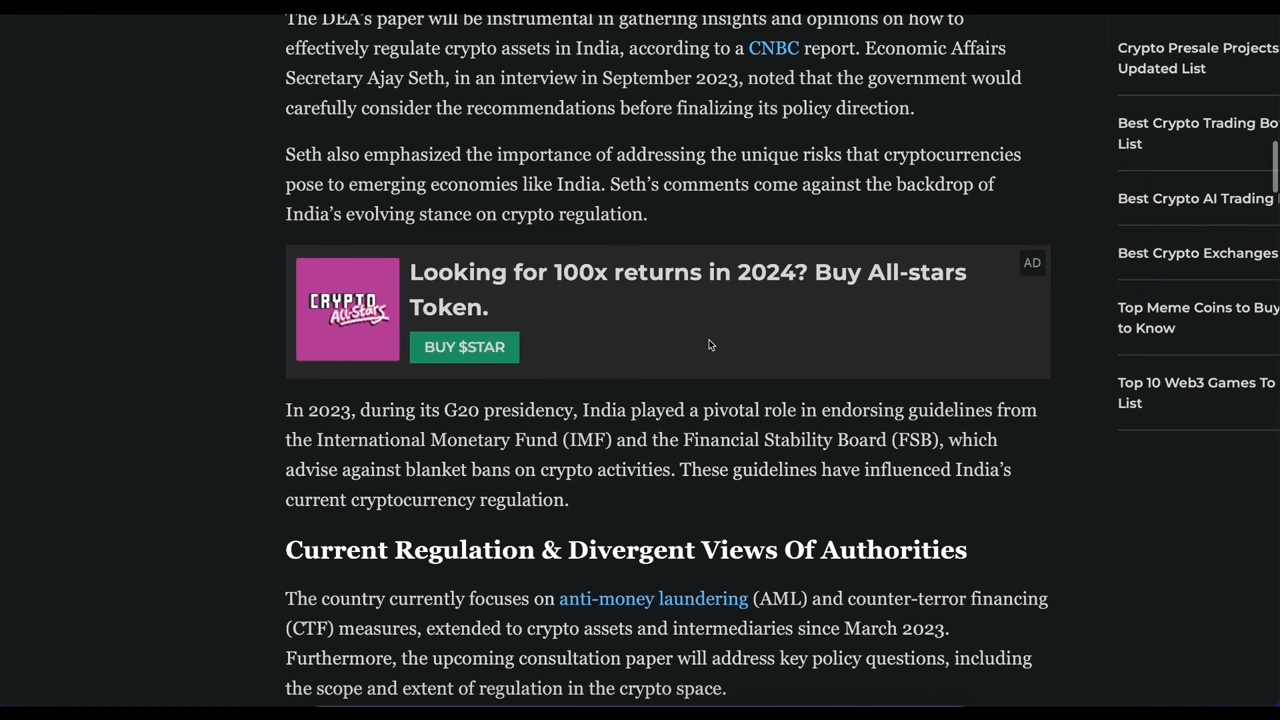 The DEA's paper will be instrumental in gathering insights and opinions on how to
effectively regulate crypto assets in India, according to a CNBC report. Economic Affairs
Secretary Ajay Seth, in an interview in September 2023, noted that the government would
carefully consider the recommendations before finalizing its policy direction.
Seth also emphasized the importance of addressing the unique risks that cryptocurrencies
pose to emerging economies like India. Seth's comments come against the backdrop of
India's evolving stance on crypto regulation.
CRYPTO
All-Stars
Looking for 100x returns in 2024? Buy All-stars
Token.
BUY $STAR
AD
In 2023, during its G20 presidency, India played a pivotal role in endorsing guidelines from
the International Monetary Fund (IMF) and the Financial Stability Board (FSB), which
advise against blanket bans on crypto activities. These guidelines have influenced India's
current cryptocurrency regulation.
Current Regulation & Divergent Views Of Authorities
The country currently focuses on anti-money laundering (AML) and counter-terror financing
(CTF) measures, extended to crypto assets and intermediaries since March 2023.
Furthermore, the upcoming consultation paper will address key policy questions, including
the scope and extent of regulation in the crypto space.
Crypto Presale Projects
Updated List
Best Crypto Trading Bo
List
Best Crypto AI Trading
Best Crypto Exchanges
Top Meme Coins to Buy
to Know
Top 10 Web3 Games To
List